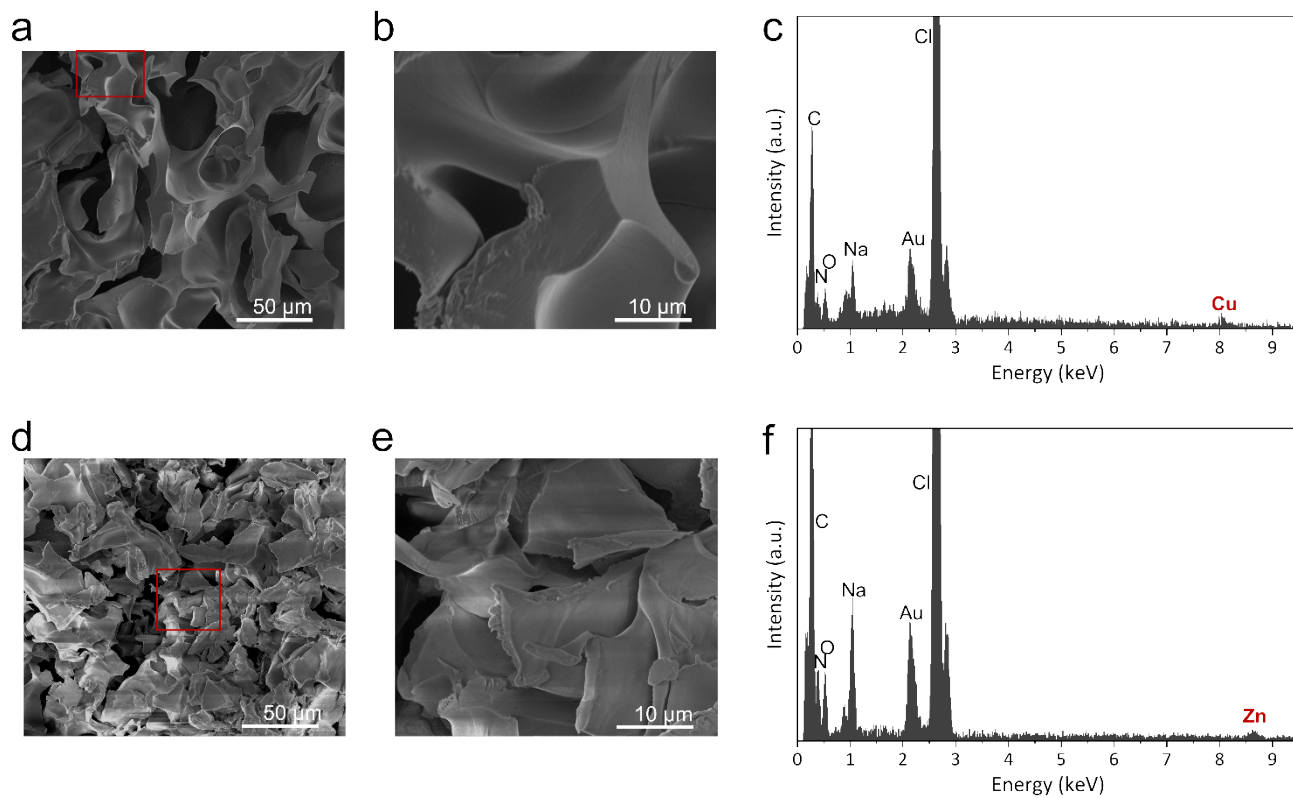 a
50 µm
b
10 µm
c
Cl
C
O
N
Na
Au
Cu
Intensity (a.u.)
0 1 2 3 4 5 6 7 8 9
Energy (keV)
d
50 µm
e
10 µm
f
Cl
C
Na
Au
O
N
Zn
Intensity (a.u.)
0 1 2 3 4 5 6 7 8 9
Energy (keV)